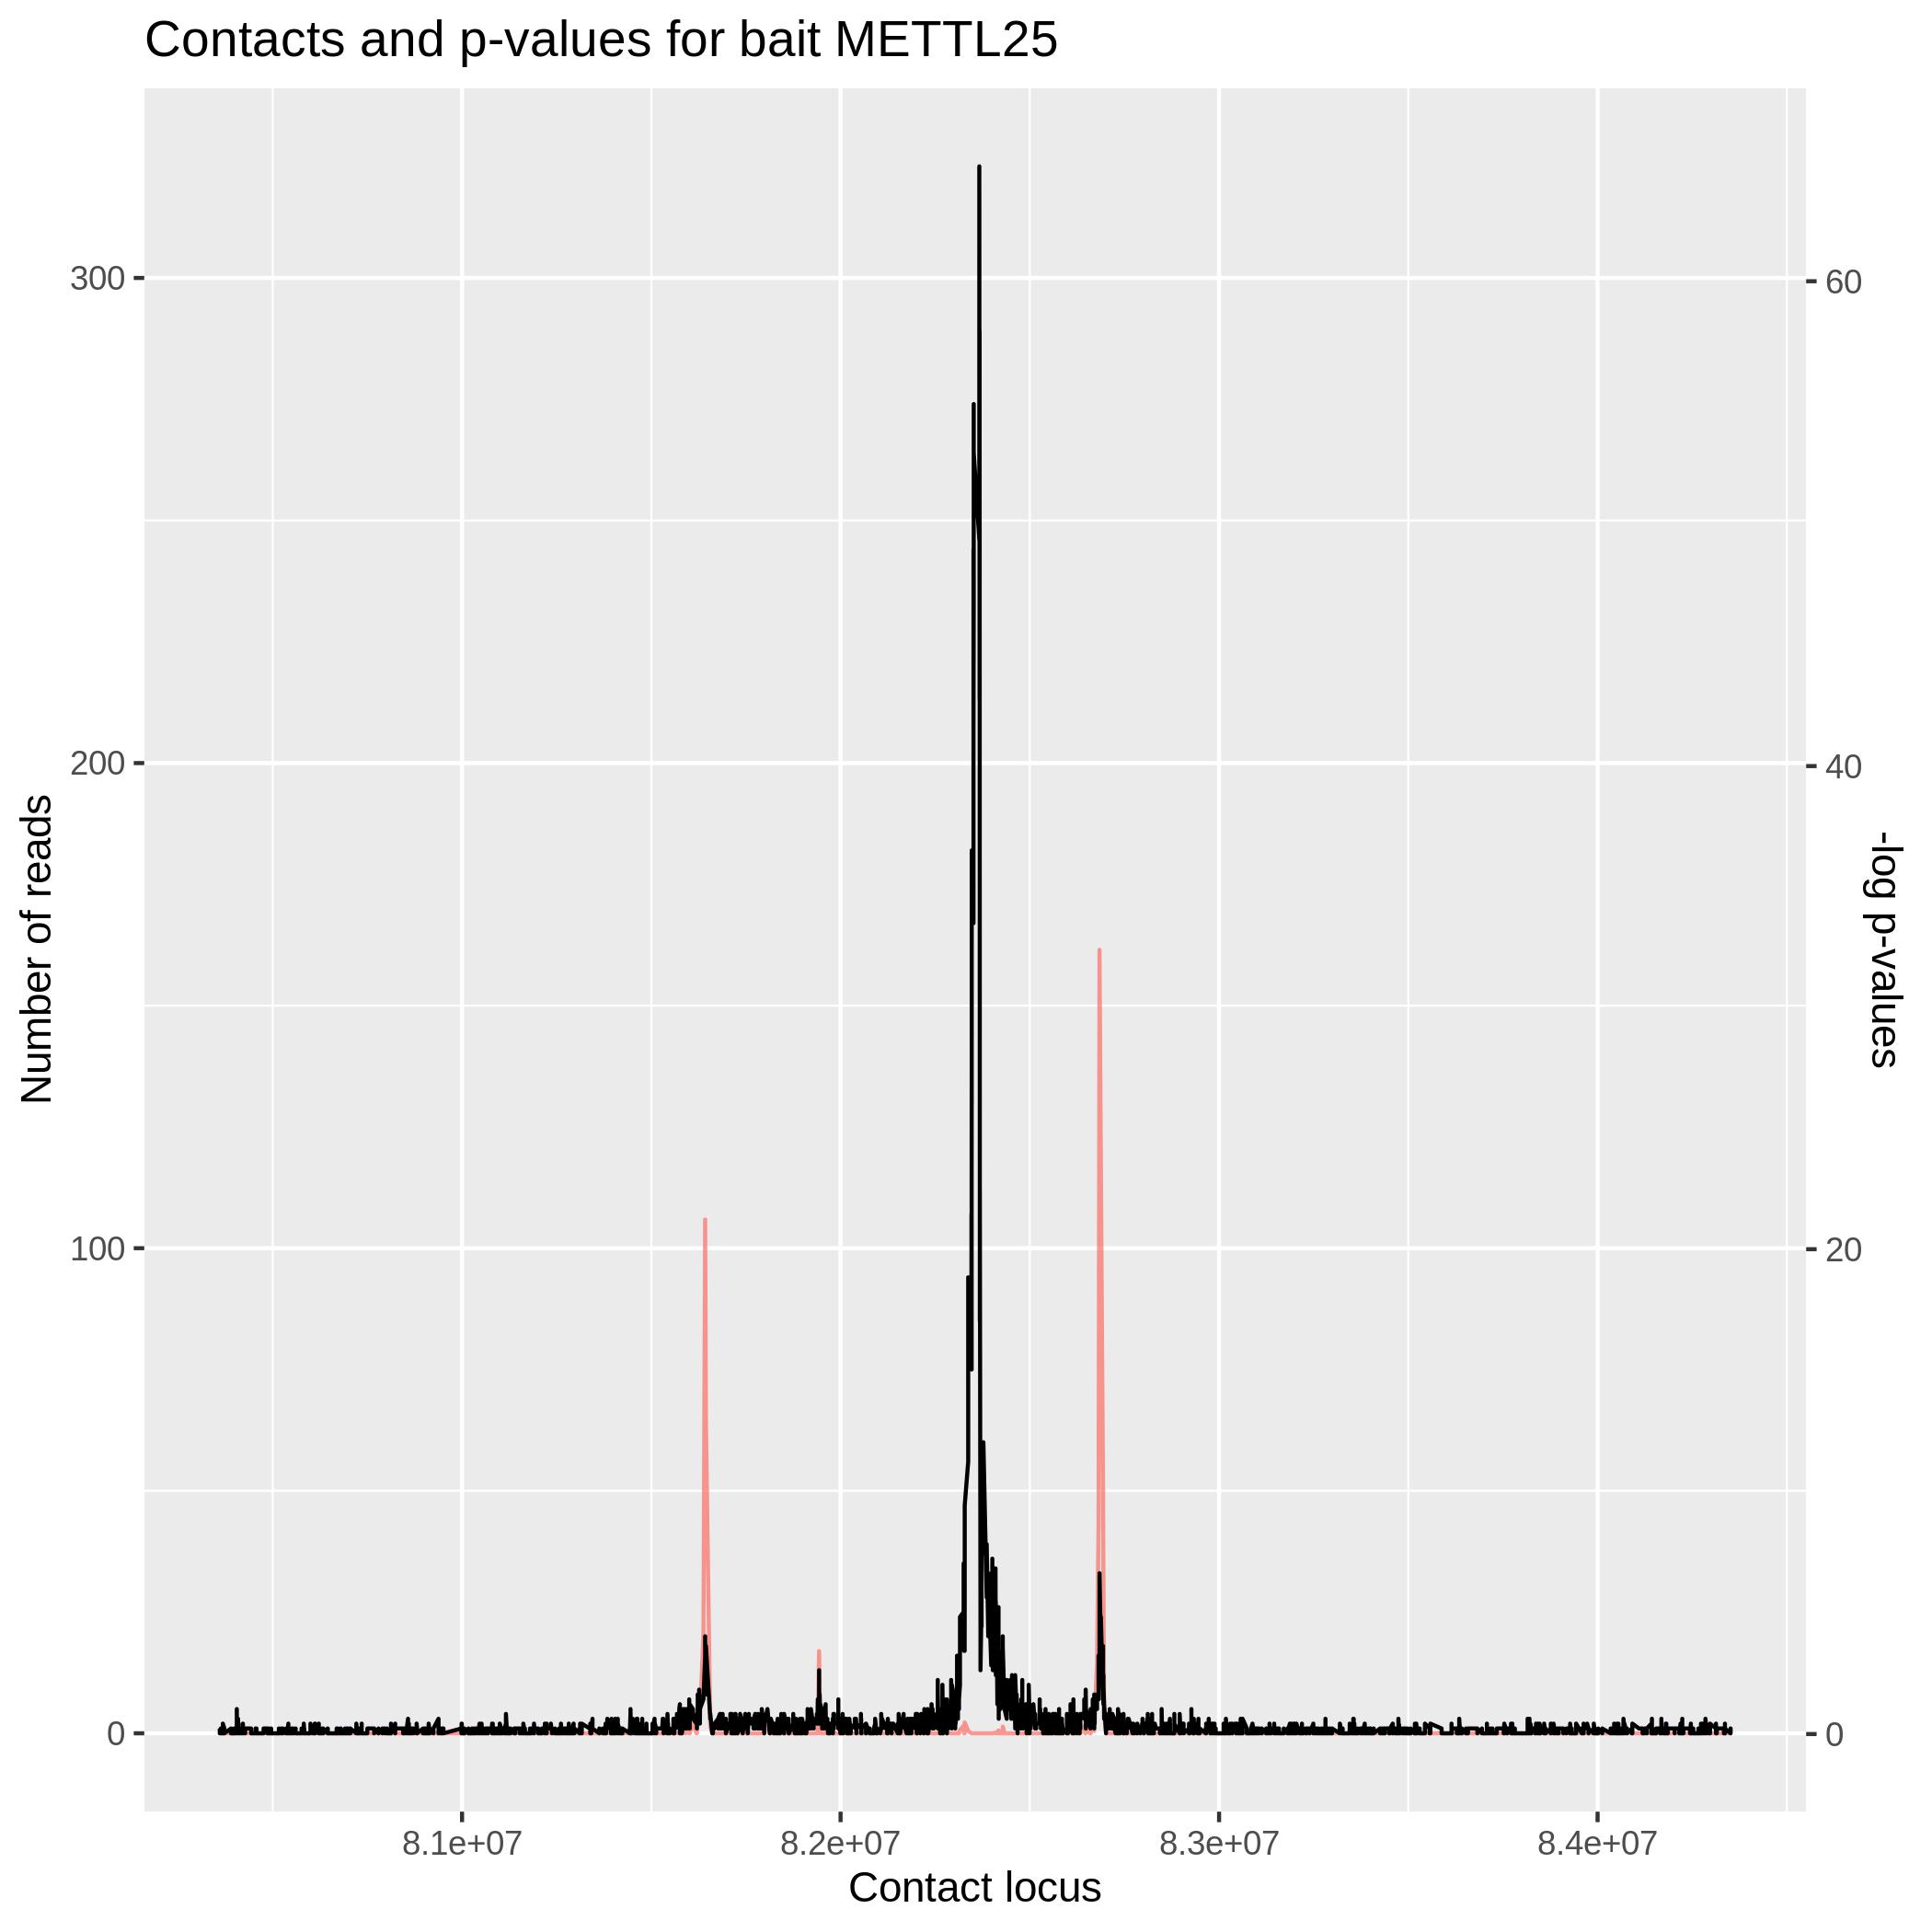 Contacts and p-values for bait METTL25
300
200
100
0
60
40
20
0
Number of reads
-log p-values
8.1e+07
8.2e+07
8.3e+07
8.4e+07
Contact locus